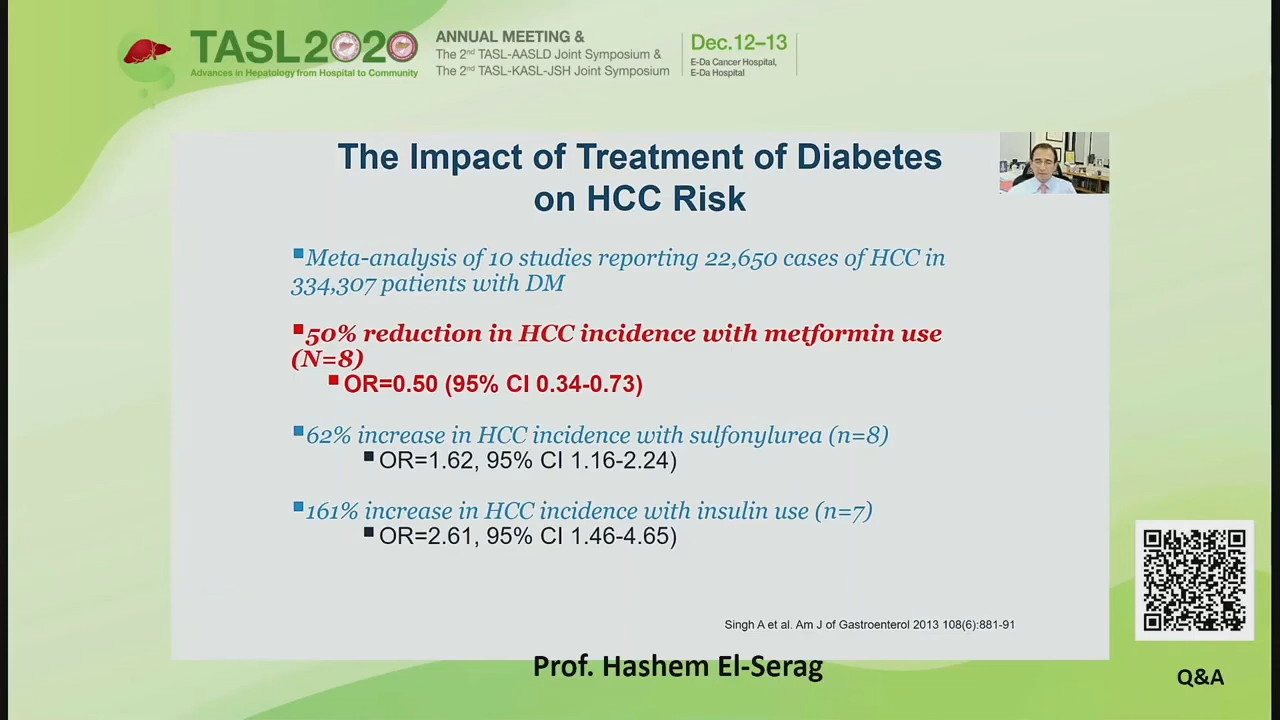 TASL2020
Advances in Hepatology from Hospital to Community
ANNUAL MEETING &
The 2nd TASL-AASLD Joint Symposium &
The 2nd TASL-KASL-JSH Joint Symposium
Dec.12–13
E-Da Cancer Hospital,
E-Da Hospital
The Impact of Treatment of Diabetes
on HCC Risk
Meta-analysis of 10 studies reporting 22,650 cases of HCC in
334,307 patients with DM
50% reduction in HCC incidence with metformin use
(N=8)
OR=0.50 (95% CI 0.34-0.73)
62% increase in HCC incidence with sulfonylurea (n=8)
OR=1.62, 95% CI 1.16-2.24)
161% increase in HCC incidence with insulin use (n=7)
OR=2.61, 95% CI 1.46-4.65)
Singh A et al. Am J of Gastroenterol 2013 108(6):881-91
Prof. Hashem El-Serag
Q&A